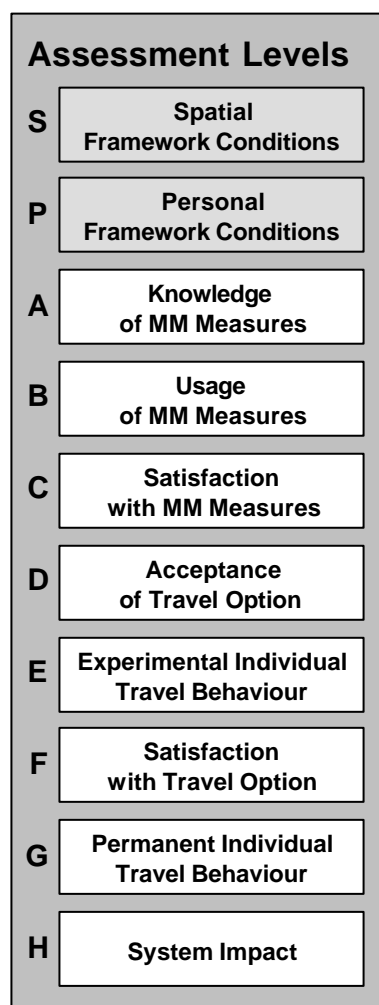 Assessment Levels
S
Spatial
Framework Conditions
P
Personal
Framework Conditions
A
Knowledge
of MM Measures
B
Usage
of MM Measures
C
Satisfaction
with MM Measures
D
Acceptance
of Travel Option
E
Experimental Individual
Travel Behaviour
F
Satisfaction
with Travel Option
G
Permanent Individual
Travel Behaviour
H
System Impact